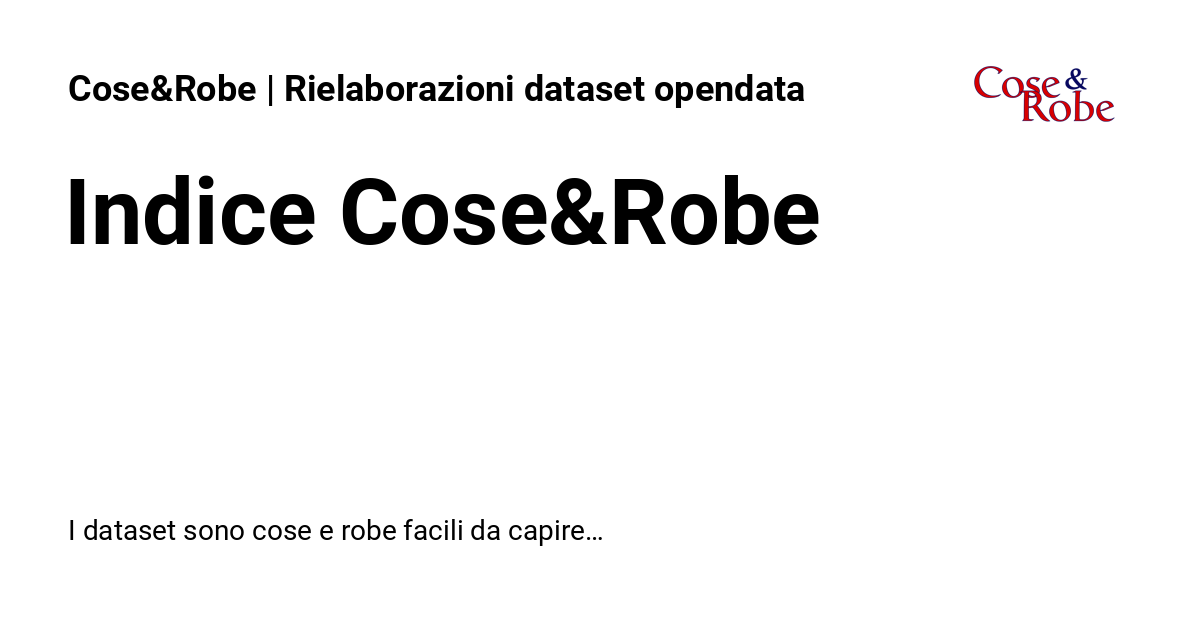 Cose&Robe | Rielaborazioni dataset opendata
Cose &
Robe
Indice Cose&Robe
I dataset sono cose e robe facili da capire…